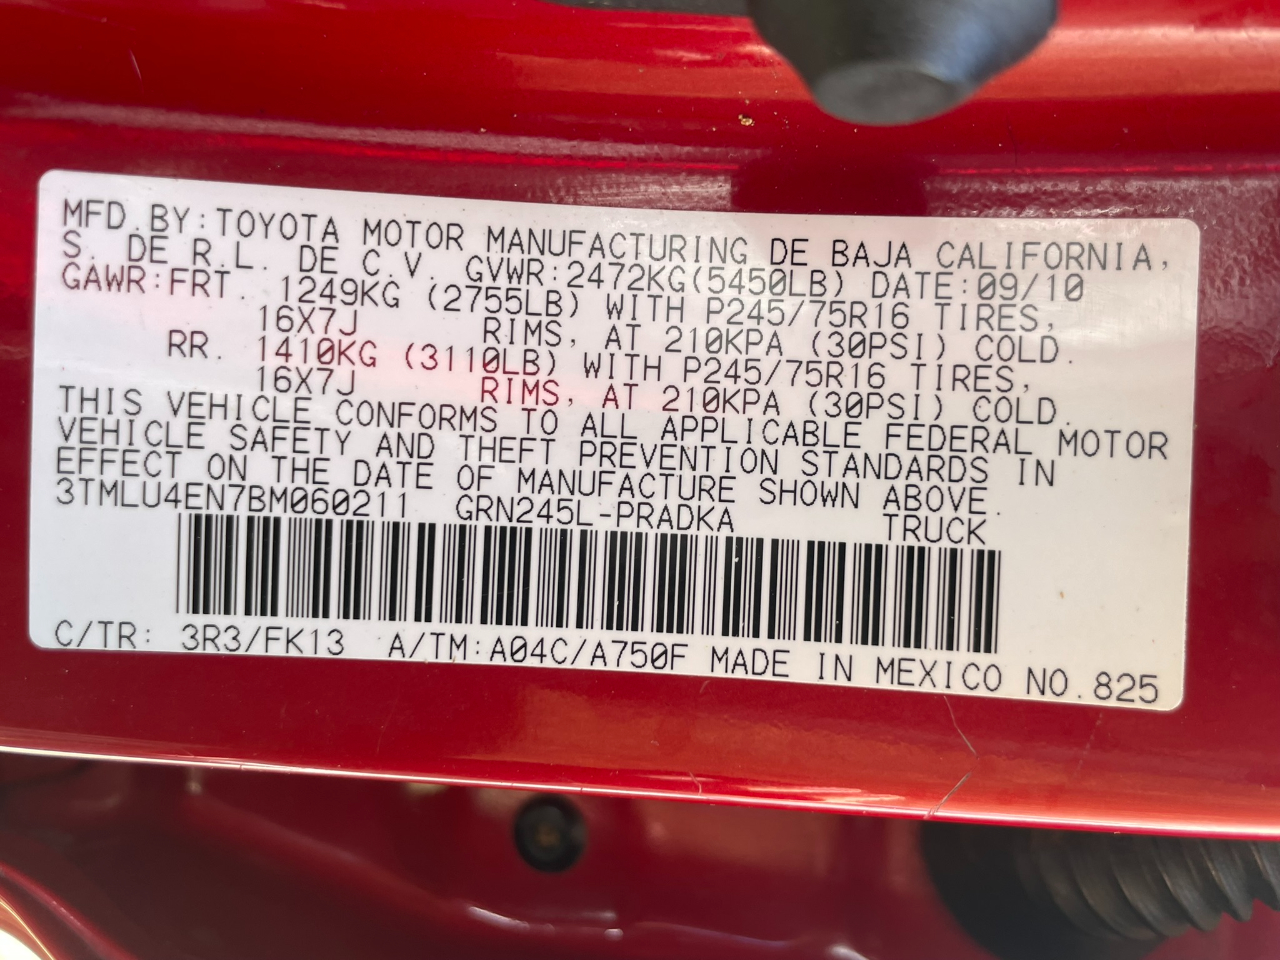 MFD.BY:TOYOTA MOTOR MANUFACTURING DE BAJA CALIFORNIA,
S. DE R.L. DE C.V. GVWR:2472KG(5450LB) DATE:09/10
GAWR:FRT. 1249KG (2755LB) WITH P245/75R16 TIRES,
16X7J RIMS, AT 210KPA (30PSI) COLD.
RR. 1410KG (3110LB) WITH P245/75R16 TIRES,
16X7J RIMS, AT 210KPA (30PSI) COLD.
THIS VEHICLE CONFORMS TO ALL APPLICABLE FEDERAL MOTOR
VEHICLE SAFETY AND THEFT PREVENTION STANDARDS IN
EFFECT ON THE DATE OF MANUFACTURE SHOWN ABOVE.
3TMLU4EN7BM060211 GRN245L-PRADKA TRUCK
C/TR: 3R3/FK13 A/TM:A04C/A750F MADE IN MEXICO NO.825